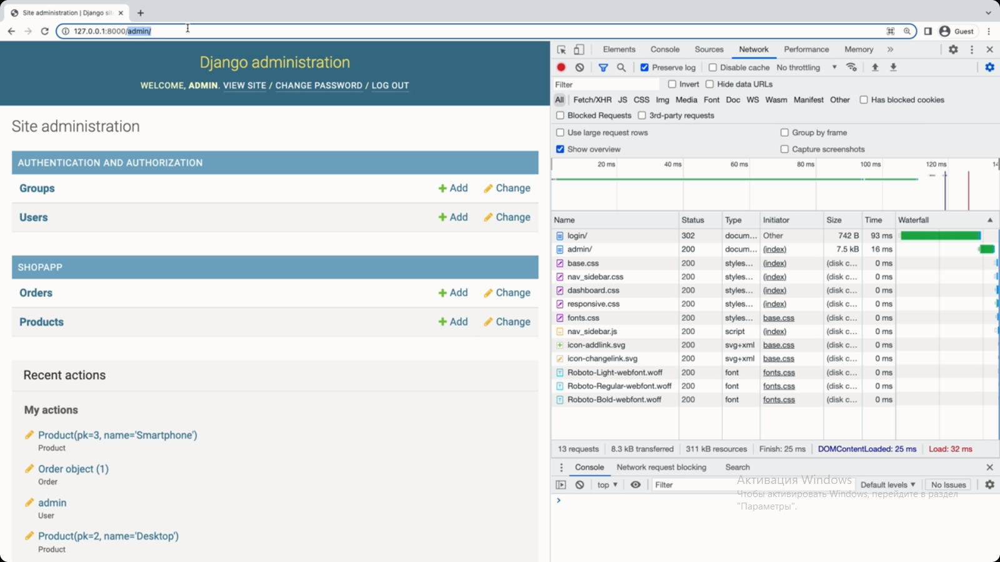 Site administration | Django sit
127.0.0.1:8000/admin/
Guest
Django administration
WELCOME, ADMIN. VIEW SITE / CHANGE PASSWORD / LOG OUT
Site administration
AUTHENTICATION AND AUTHORIZATION
Groups Add Change
Users Add Change
SHOPAPP
Orders Add Change
Products Add Change
Recent actions
My actions
Product(pk=3, name='Smartphone')
Product
Order object (1)
Order
admin
User
Product(pk=2, name='Desktop')
Product
Elements Console Sources Network Performance Memory
Preserve log Disable cache No throttling
Filter Invert Hide data URLs
All Fetch/XHR JS CSS Img Media Font Doc WS Wasm Manifest Other Has blocked cookies
Blocked Requests 3rd-party requests
Use large request rows Group by frame
Show overview Capture screenshots
20 ms 40 ms 60 ms 80 ms 100 ms 120 ms 14
Name Status Type Initiator Size Time Waterfall
login/ 302 docum... Other 742 B 93 ms
admin/ 200 docum... (index) 7.5 kB 16 ms
base.css 200 styles... (index) (disk c... 0 ms
nav_sidebar.css 200 styles... (index) (disk c... 0 ms
dashboard.css 200 styles... (index) (disk c... 0 ms
responsive.css 200 styles... (index) (disk c... 0 ms
fonts.css 200 styles... base.css (disk c... 0 ms
nav_sidebar.js 200 script (index) (disk c... 0 ms
icon-addlink.svg 200 svg+xml base.css (disk c... 0 ms
icon-changelink.svg 200 svg+xml base.css (disk c... 0 ms
Roboto-Light-webfont.woff 200 font fonts.css (disk c... 0 ms
Roboto-Regular-webfont.woff 200 font fonts.css (disk c... 0 ms
Roboto-Bold-webfont.woff 200 font fonts.css (disk c... 0 ms
13 requests 8.3 kB transferred 311 kB resources Finish: 25 ms DOMContentLoaded: 25 ms Load: 32 ms
Console Network request blocking Search
top Filter Default levels No Issues
Активация Windows
Чтобы активировать Windows, перейдите в раздел
"Параметры".